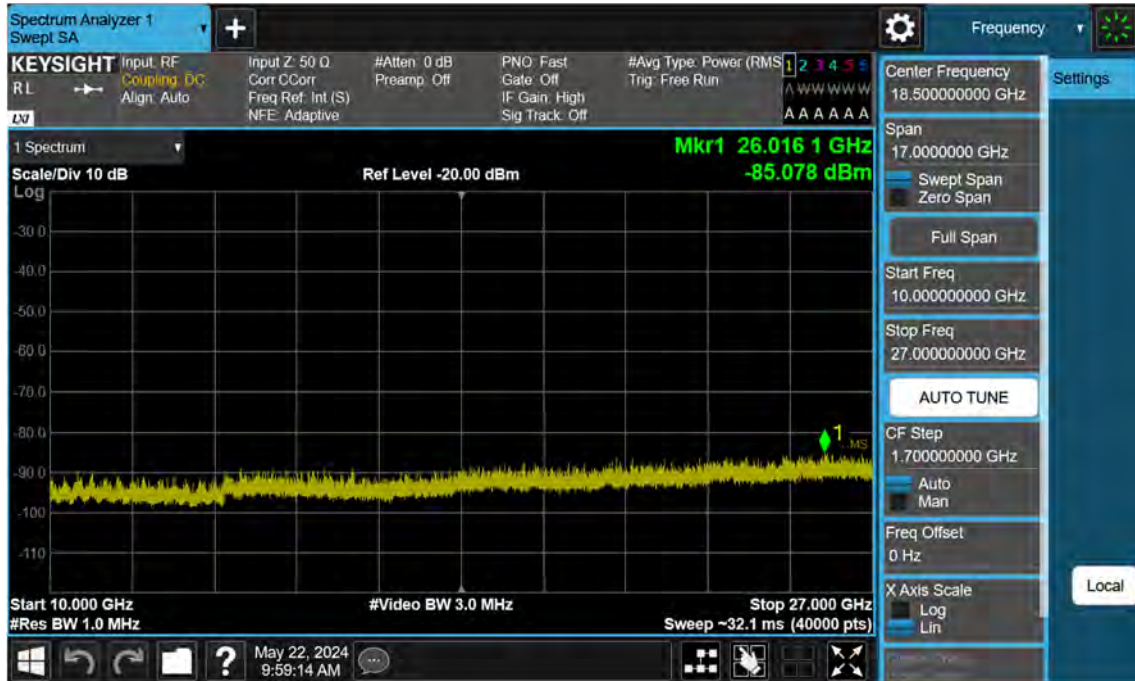 Spectrum Analyzer 1
Swept SA
Frequency
KEYSIGHT
RL
LXI
Input: RF
Coupling: DC
Align: Auto
Input Z: 50 Ω
Corr CCorr
Freq Ref: Int (S)
NFE: Adaptive
#Atten: 0 dB
Preamp: Off
PNO: Fast
Gate: Off
IF Gain: High
Sig Track: Off
#Avg Type: Power (RMS
Trig: Free Run
1 2 3 4 5 6
A W W W W W
A A A A A A
1 Spectrum
Mkr1 26.016 1 GHz
Scale/Div 10 dB
Ref Level -20.00 dBm
-85.078 dBm
Log
-30.0
-40.0
-50.0
-60.0
-70.0
-80.0
-90.0
-100
-110
1
MS
Start 10.000 GHz
#Video BW 3.0 MHz
Stop 27.000 GHz
#Res BW 1.0 MHz
Sweep ~32.1 ms (40000 pts)
May 22, 2024
9:59:14 AM
Center Frequency
18.500000000 GHz
Span
17.0000000 GHz
Swept Span
Zero Span
Full Span
Start Freq
10.000000000 GHz
Stop Freq
27.000000000 GHz
AUTO TUNE
CF Step
1.700000000 GHz
Auto
Man
Freq Offset
0 Hz
X Axis Scale
Log
Lin
Settings
Local